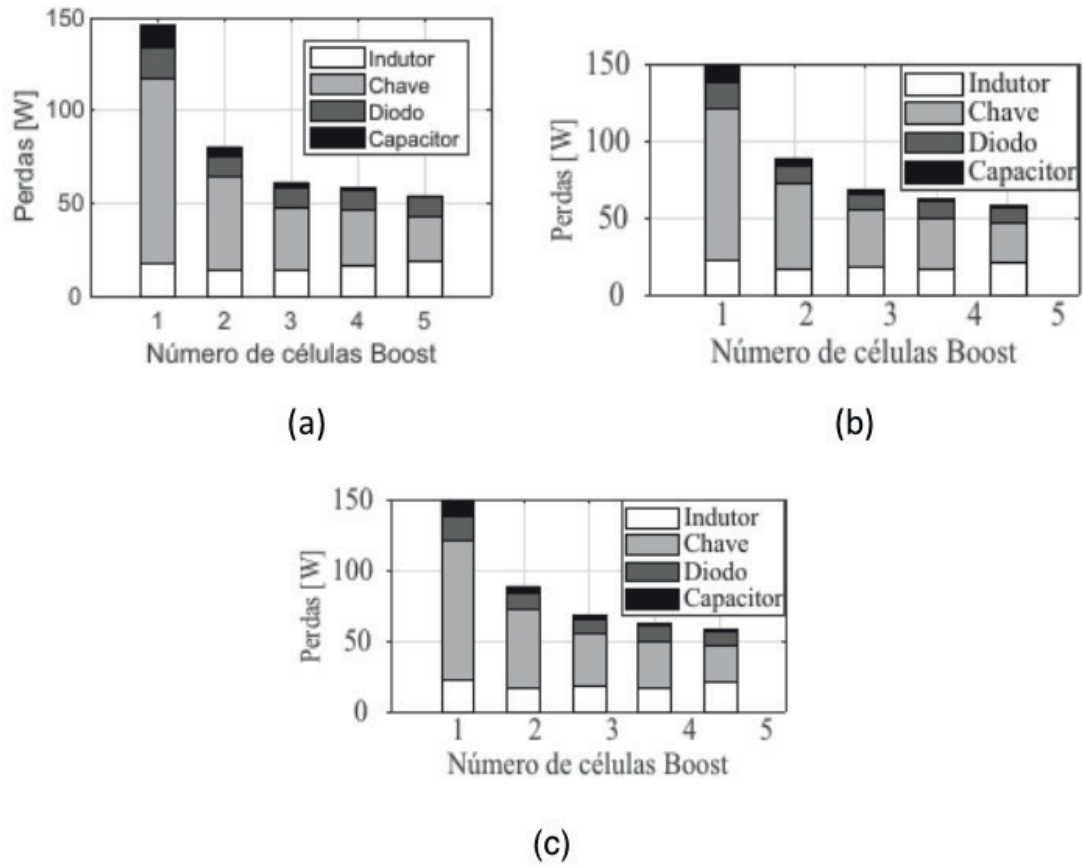 150
100
50
0
Perdas [W]
Indutor
Chave
Diodo
Capacitor
1 2 3 4 5
Número de células Boost
(a)
150
100
50
0
Perdas [W]
Indutor
Chave
Diodo
Capacitor
1 2 3 4 5
Número de células Boost
(b)
150
100
50
0
Perdas [W]
Indutor
Chave
Diodo
Capacitor
1 2 3 4 5
Número de células Boost
(c)